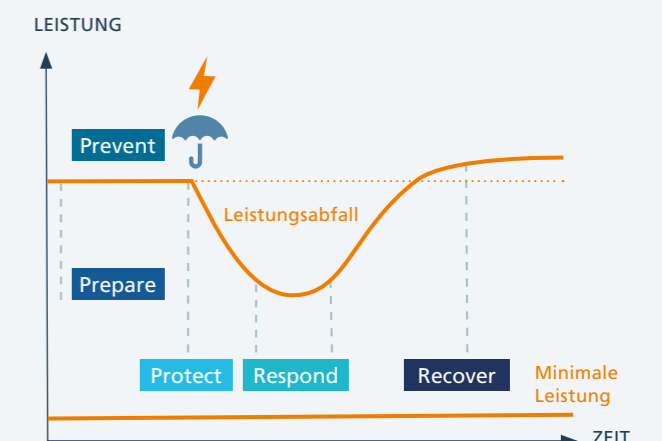 LEISTUNG
Prevent
Leistungsabfall
Prepare
Protect
Respond
Recover
Minimale
Leistung
ZEIT